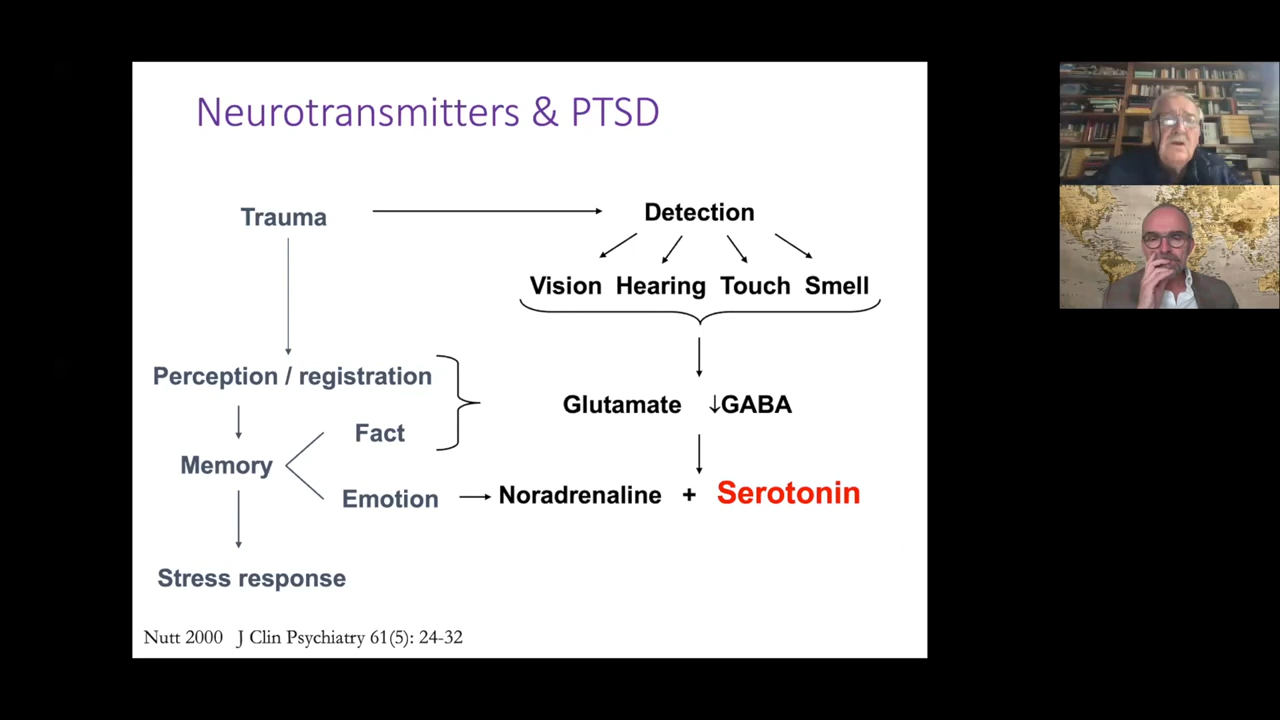 Neurotransmitters & PTSD
Trauma
Detection
Vision Hearing Touch Smell
Perception / registration
Glutamate ↓GABA
Fact
Memory
Emotion
Noradrenaline + Serotonin
Stress response
Nutt 2000 J Clin Psychiatry 61(5): 24-32